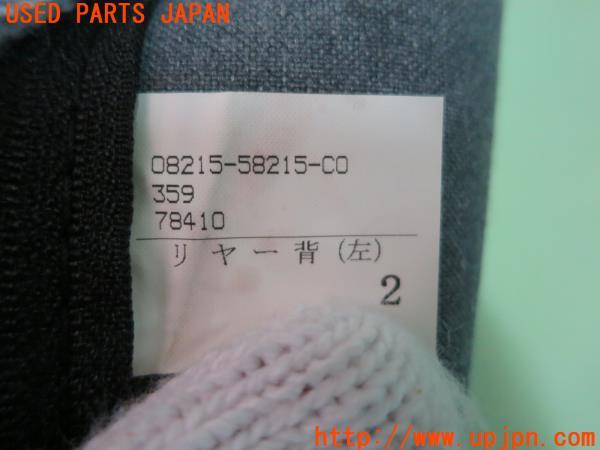 USED PARTS JAPAN
08215-58215-C0
359
78410
リヤー背(左)
2
http://www.upjpn.com/